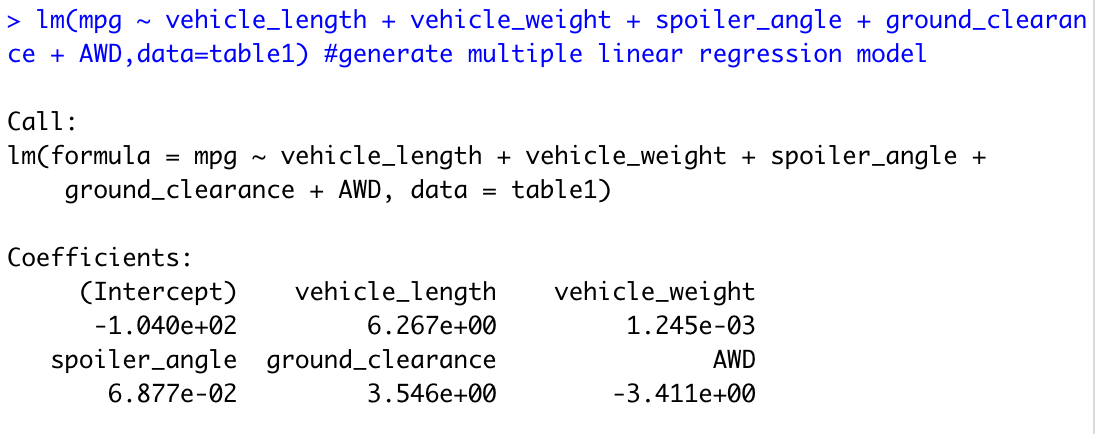 > lm(mpg ~ vehicle_length + vehicle_weight + spoiler_angle + ground_clearan
ce + AWD,data=table1) #generate multiple linear regression model
Call:
lm(formula = mpg ~ vehicle_length + vehicle_weight + spoiler_angle +
    ground_clearance + AWD, data = table1)
Coefficients:
     (Intercept)    vehicle_length    vehicle_weight
      -1.040e+02         6.267e+00         1.245e-03
   spoiler_angle  ground_clearance               AWD
       6.877e-02         3.546e+00        -3.411e+00